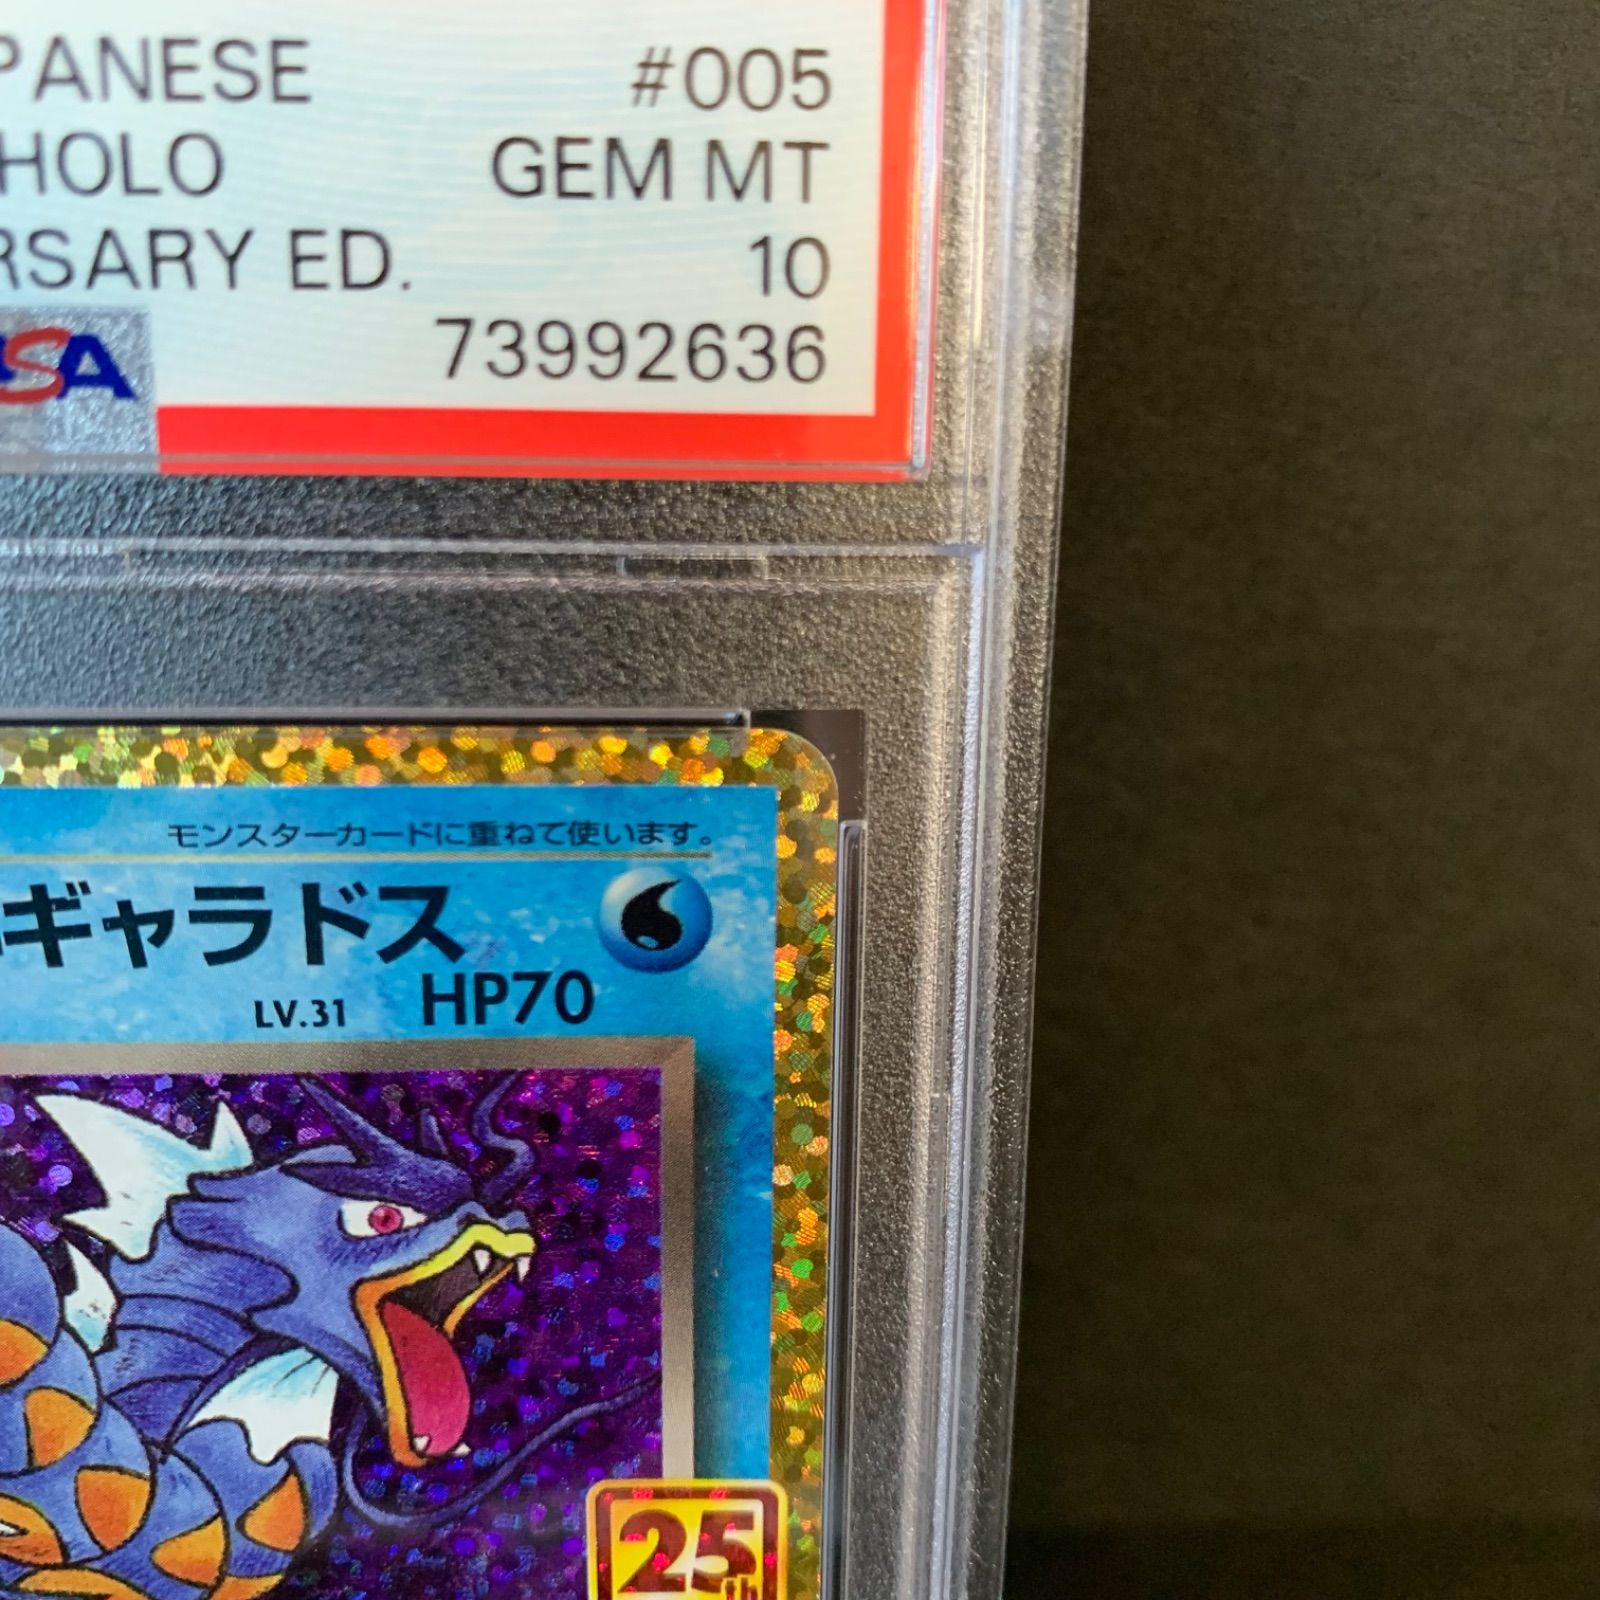 PANESE #005
HOLO GEM MT
RSARY ED. 10
SA 73992636
モンスターカードに重ねて使います。
ギャラドス
LV.31 HP70
25th